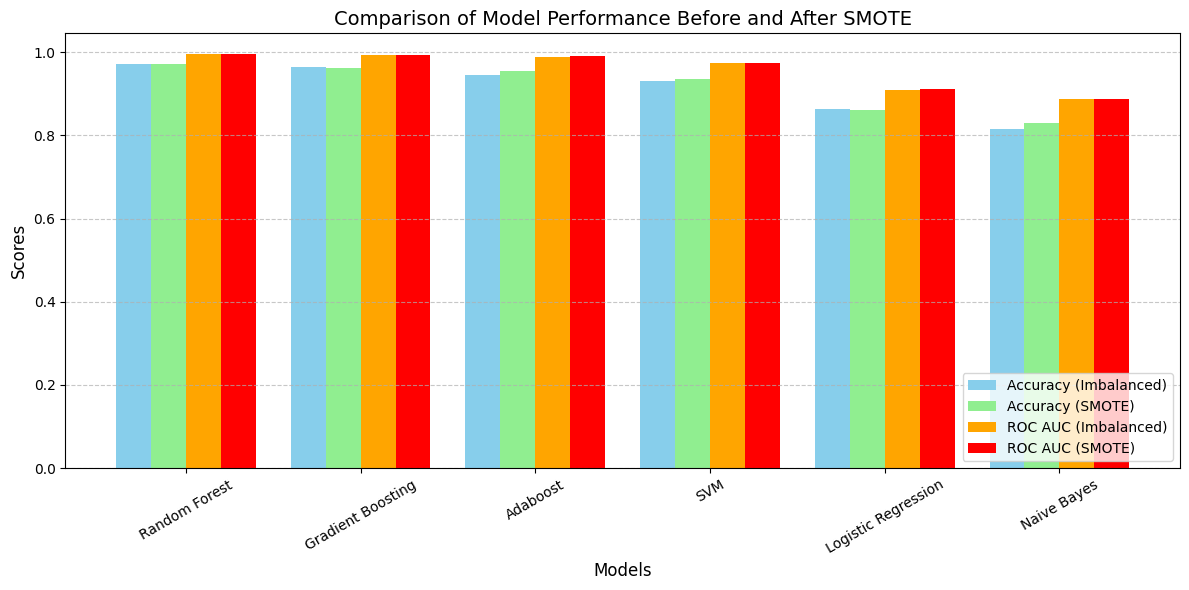 Comparison of Model Performance Before and After SMOTE
Scores
1.0
0.8
0.6
0.4
0.2
0.0
Accuracy (Imbalanced)
Accuracy (SMOTE)
ROC AUC (Imbalanced)
ROC AUC (SMOTE)
Random Forest
Gradient Boosting
Adaboost
SVM
Logistic Regression
Naive Bayes
Models